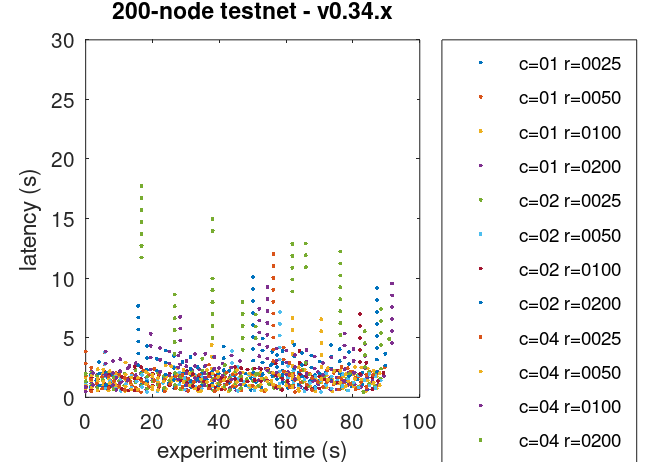 200-node testnet - v0.34.x
30
25
20
15
10
5
0
latency (s)
0 20 40 60 80 100
experiment time (s)
c=01 r=0025
c=01 r=0050
c=01 r=0100
c=01 r=0200
c=02 r=0025
c=02 r=0050
c=02 r=0100
c=02 r=0200
c=04 r=0025
c=04 r=0050
c=04 r=0100
c=04 r=0200